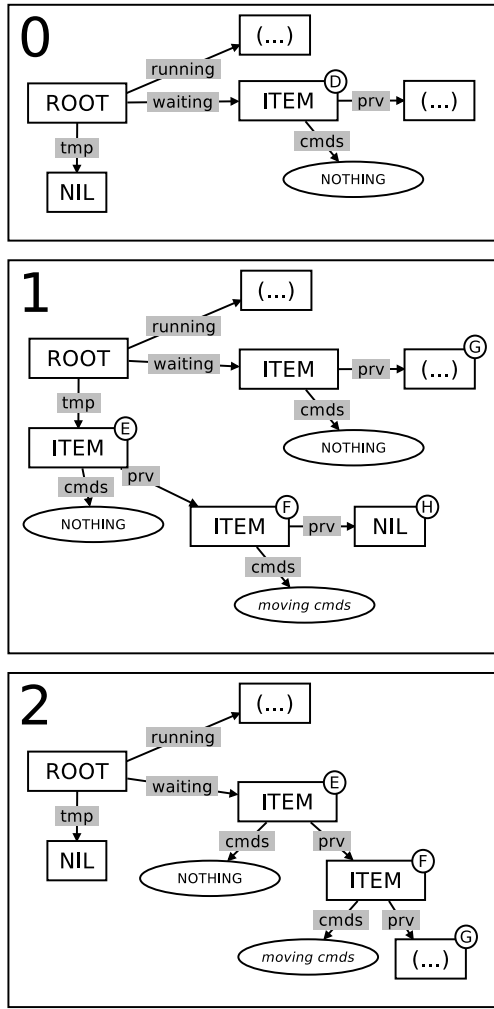 0
(...)
running
ROOT
waiting
ITEM
D
prv
(...)
tmp
cmds
NIL
NOTHING
1
(...)
running
ROOT
waiting
ITEM
prv
(...)
G
tmp
cmds
ITEM
E
NOTHING
cmds
prv
NOTHING
ITEM
F
prv
NIL
H
cmds
moving cmds
2
(...)
running
ROOT
waiting
ITEM
E
tmp
cmds
prv
NIL
NOTHING
ITEM
F
cmds
prv
moving cmds
(...)
G